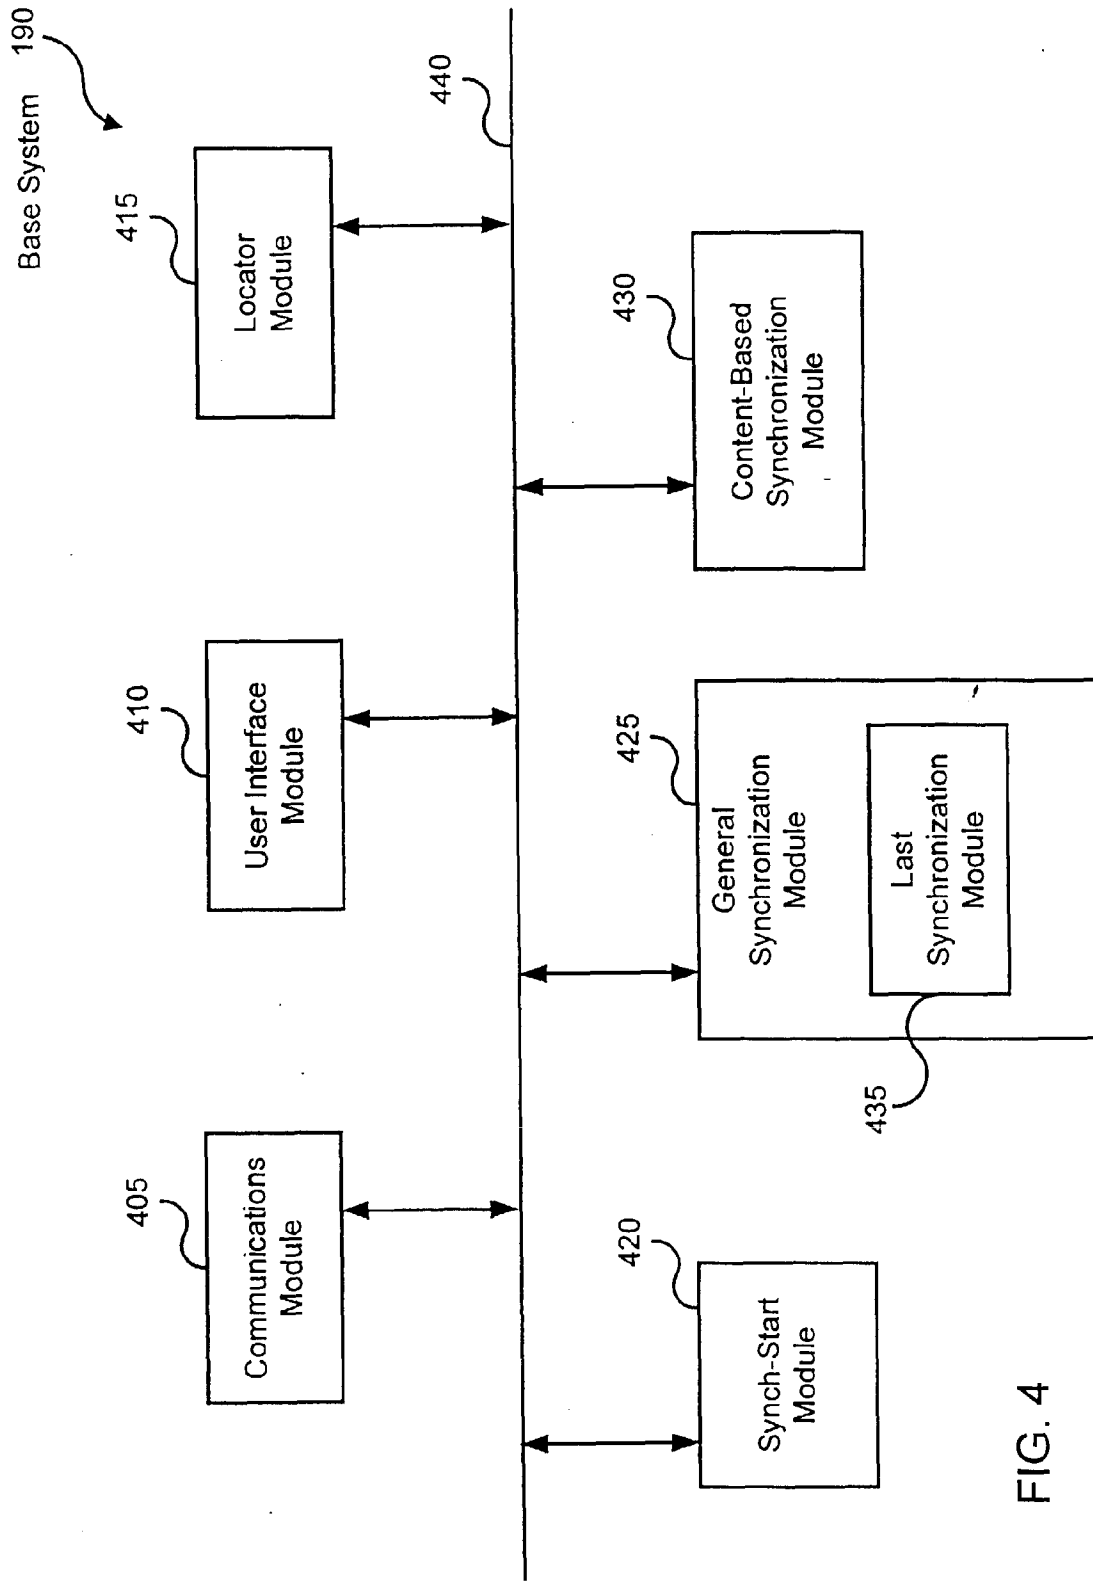 Base System 190
405
Communications
Module
410
User Interface
Module
415
Locator
Module
440
420
Synch-Start
Module
425
General
Synchronization
Module
435
Last
Synchronization
Module
430
Content-Based
Synchronization
Module
FIG. 4